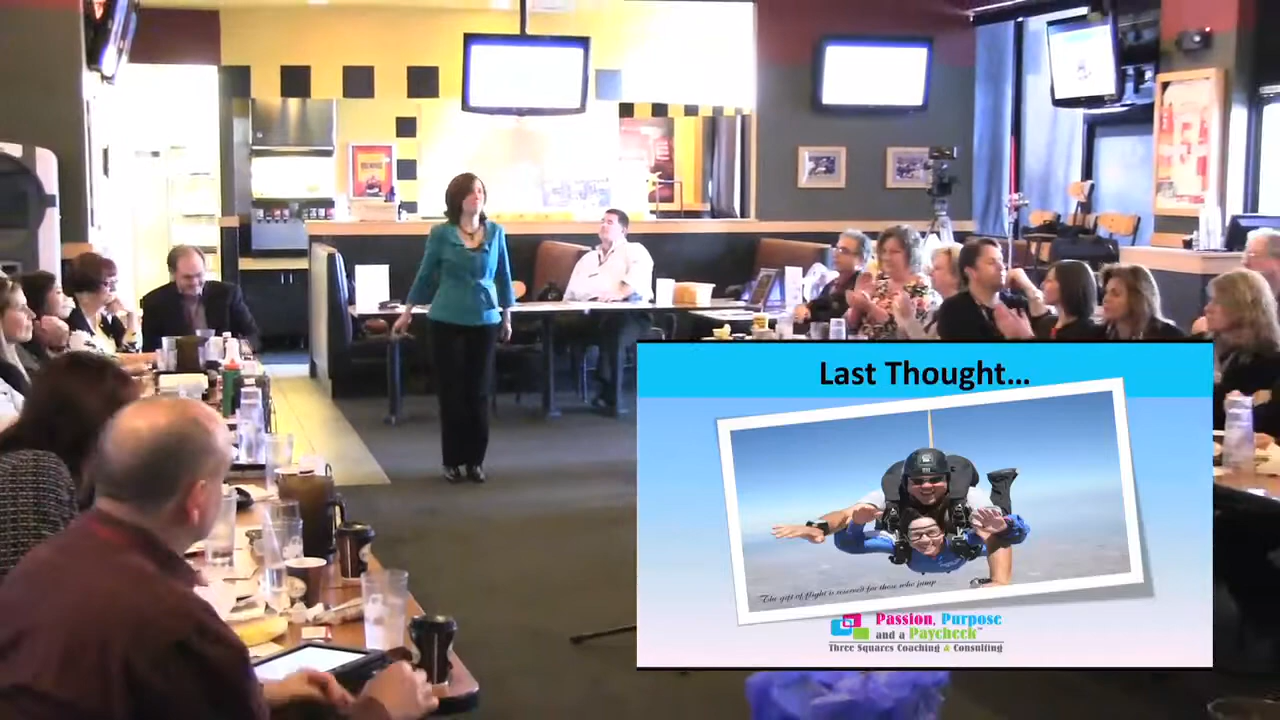 Last Thought...
The gift of flight is reserved for those who jump
Passion, Purpose
and a Paycheck™
Three Squares Coaching & Consulting